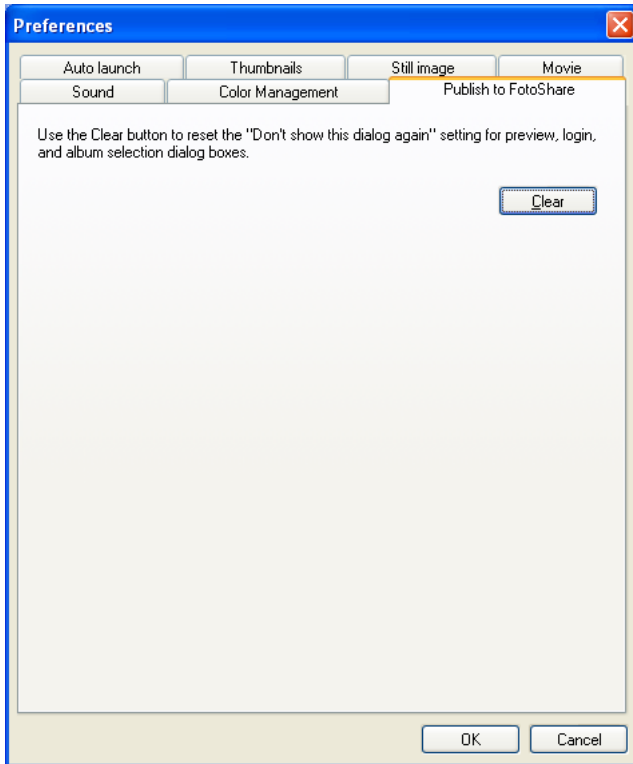 Preferences
Auto launch
Thumbnails
Still image
Movie
Sound
Color Management
Publish to FotoShare
Use the Clear button to reset the "Don't show this dialog again" setting for preview, login,
and album selection dialog boxes.
Clear
OK
Cancel